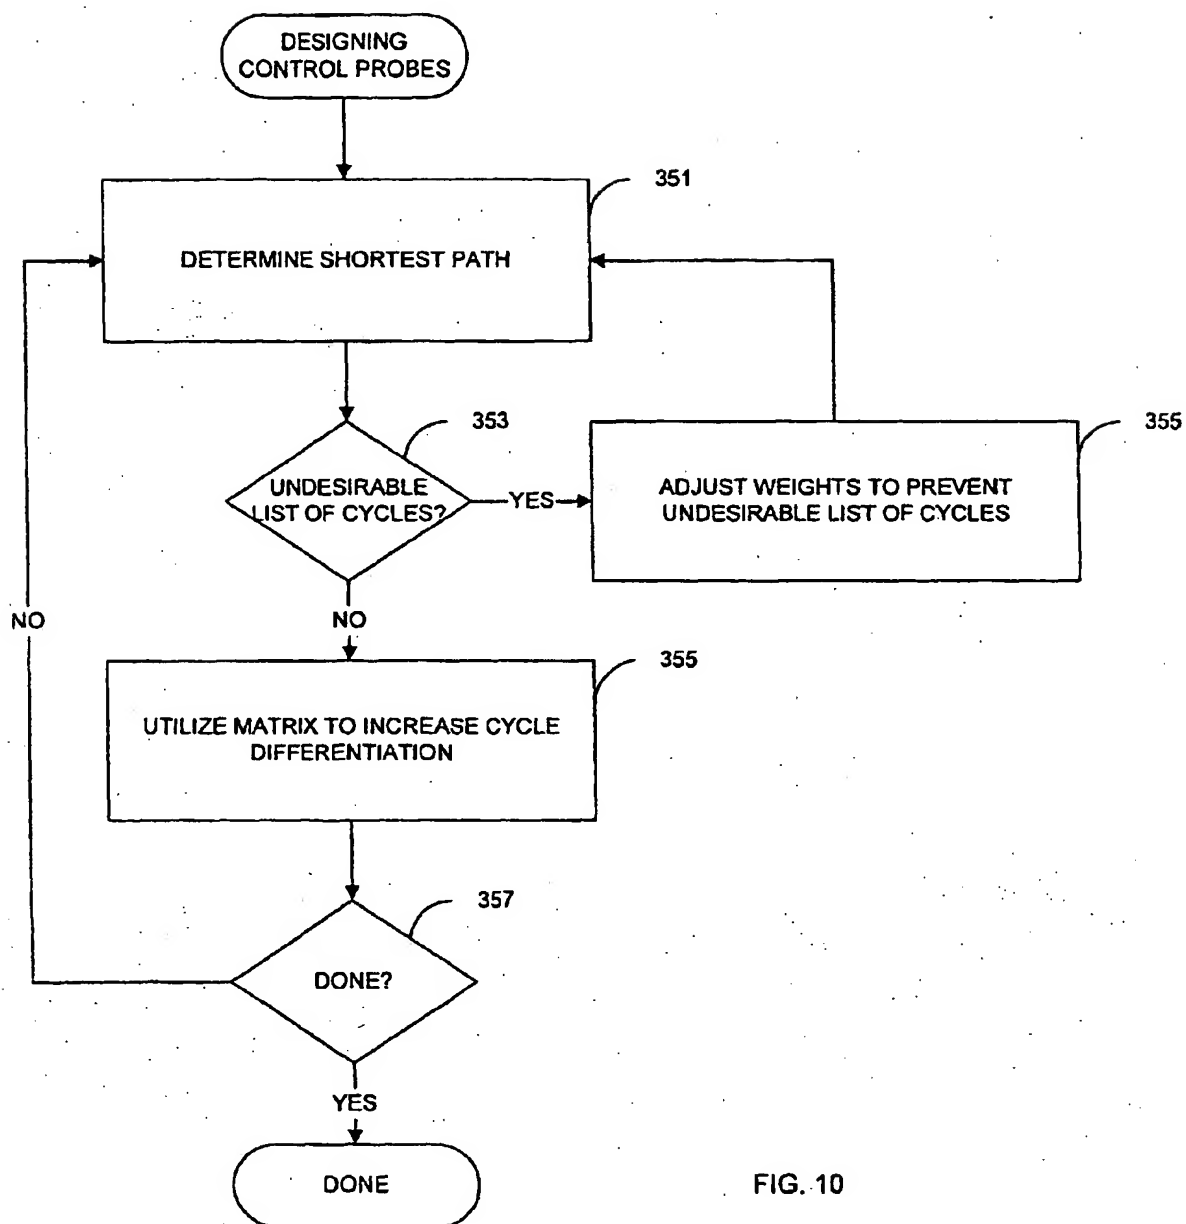 DESIGNING
CONTROL PROBES
351
DETERMINE SHORTEST PATH
353
UNDESIRABLE
LIST OF CYCLES?
YES
355
ADJUST WEIGHTS TO PREVENT
UNDESIRABLE LIST OF CYCLES
NO
NO
355
UTILIZE MATRIX TO INCREASE CYCLE
DIFFERENTIATION
357
DONE?
YES
DONE
FIG. 10